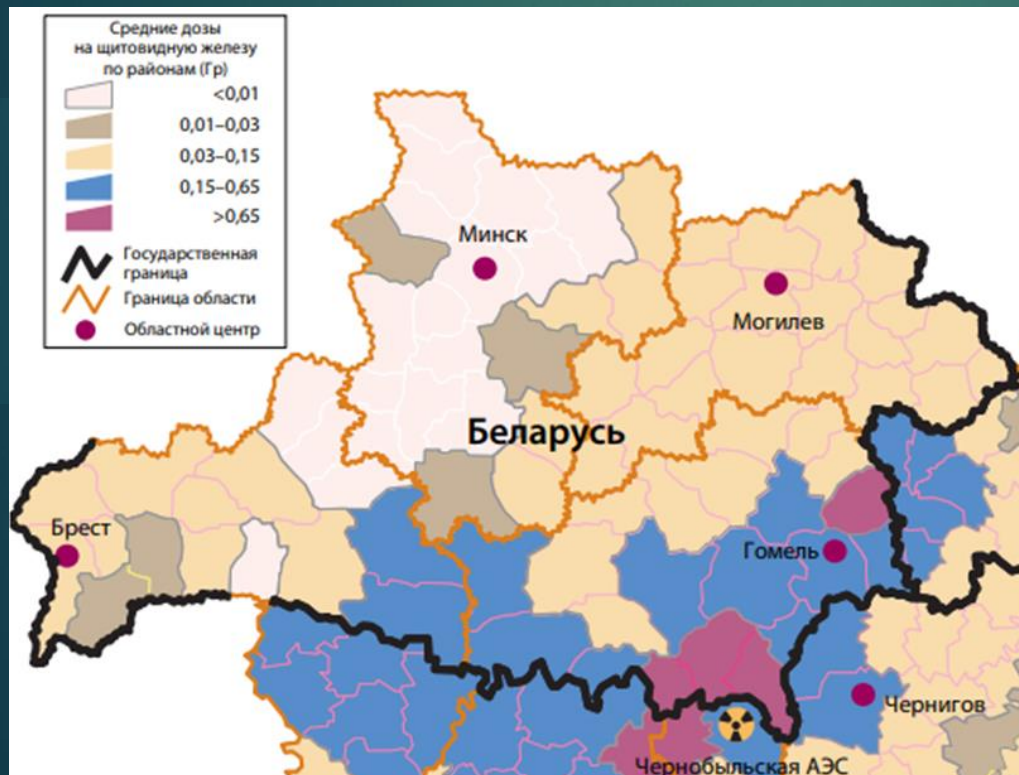 Средние дозы
на щитовидную железу
по районам (Гр)
<0,01
0,01–0,03
0,03–0,15
0,15–0,65
>0,65
Государственная
граница
Граница области
Областной центр
Минск
Могилев
Беларусь
Брест
Гомель
Чернигов
Чернобыльская АЭС